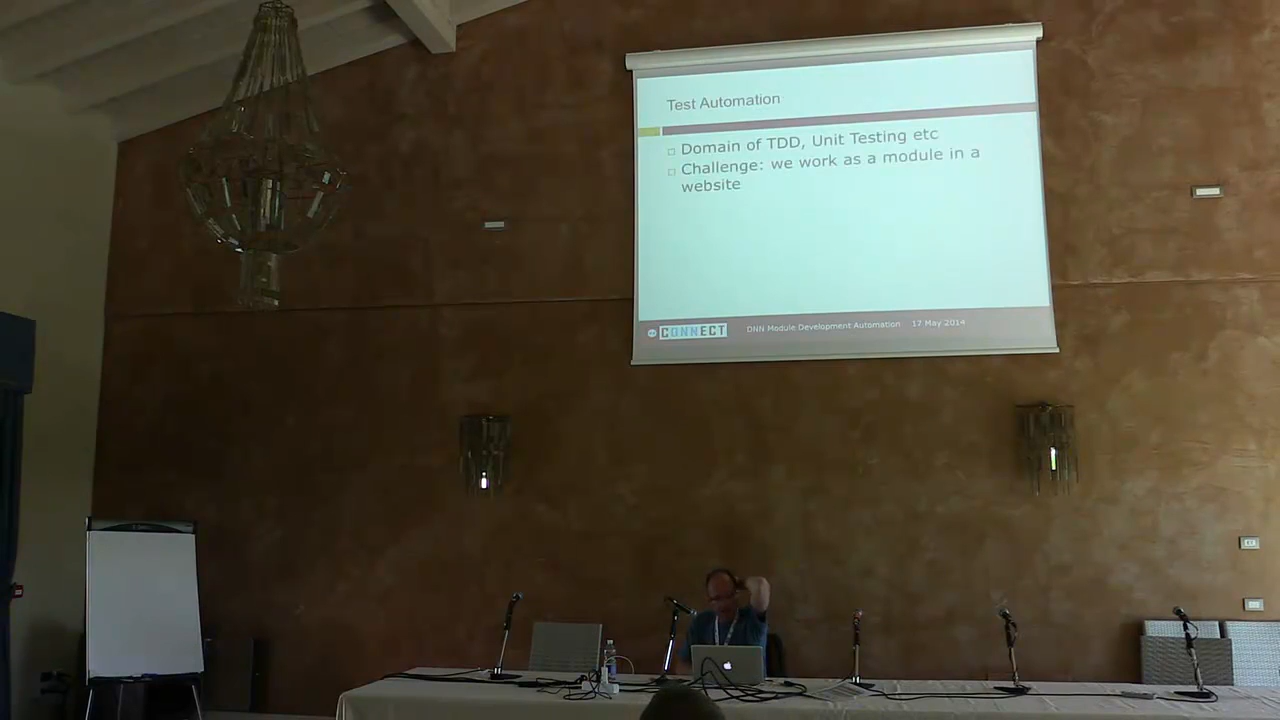 Test Automation
Domain of TDD, Unit Testing etc
Challenge: we work as a module in a
website
CONNECT DNN Module Development Automation 17 May 2014